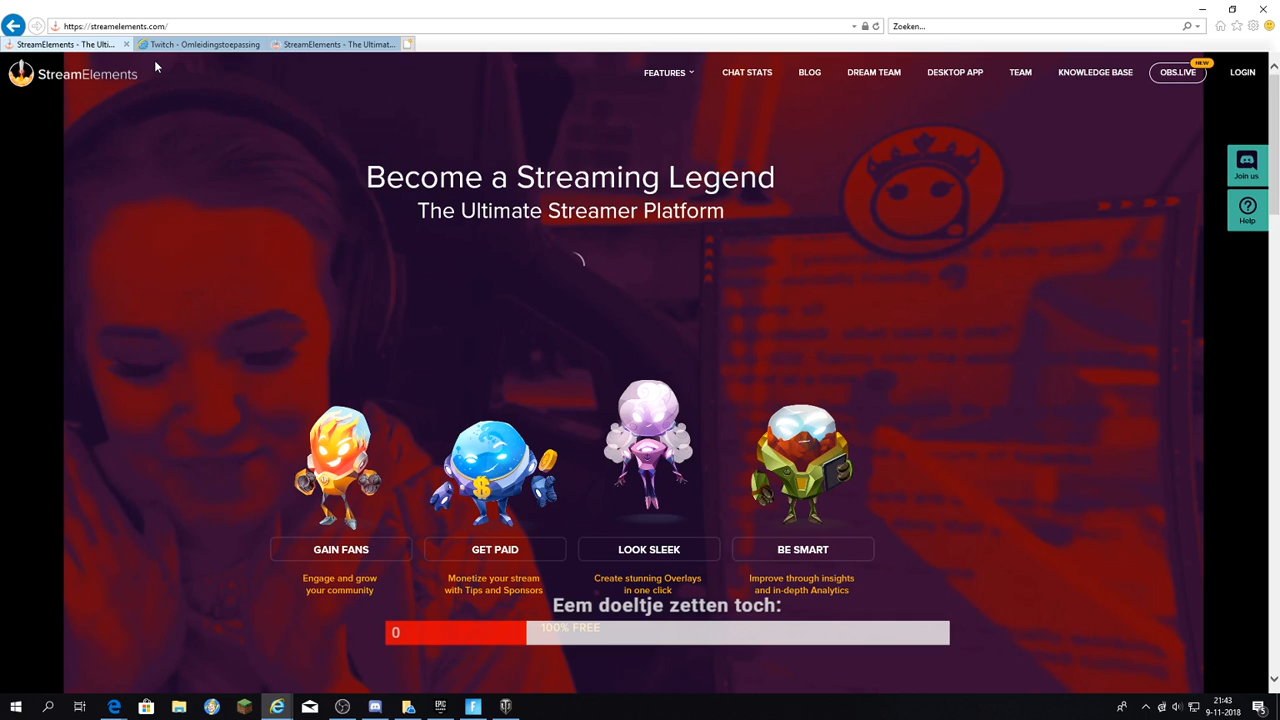 https://streamelements.com/
Zoeken...
StreamElements - The Ulti...
Twitch - Omleidingstoepassing
StreamElements - The Ultimat...
StreamElements
FEATURES
CHAT STATS
BLOG
DREAM TEAM
DESKTOP APP
TEAM
KNOWLEDGE BASE
OBS.LIVE
NEW
LOGIN
Join us
Help
Become a Streaming Legend
The Ultimate Streamer Platform
GAIN FANS
GET PAID
LOOK SLEEK
BE SMART
Engage and grow
your community
Monetize your stream
with Tips and Sponsors
Create stunning Overlays
in one click
Improve through insights
and in-depth Analytics
Eem doeltje zetten toch:
0
100% FREE
EPIC
GAMES
21:43
9-11-2018
5